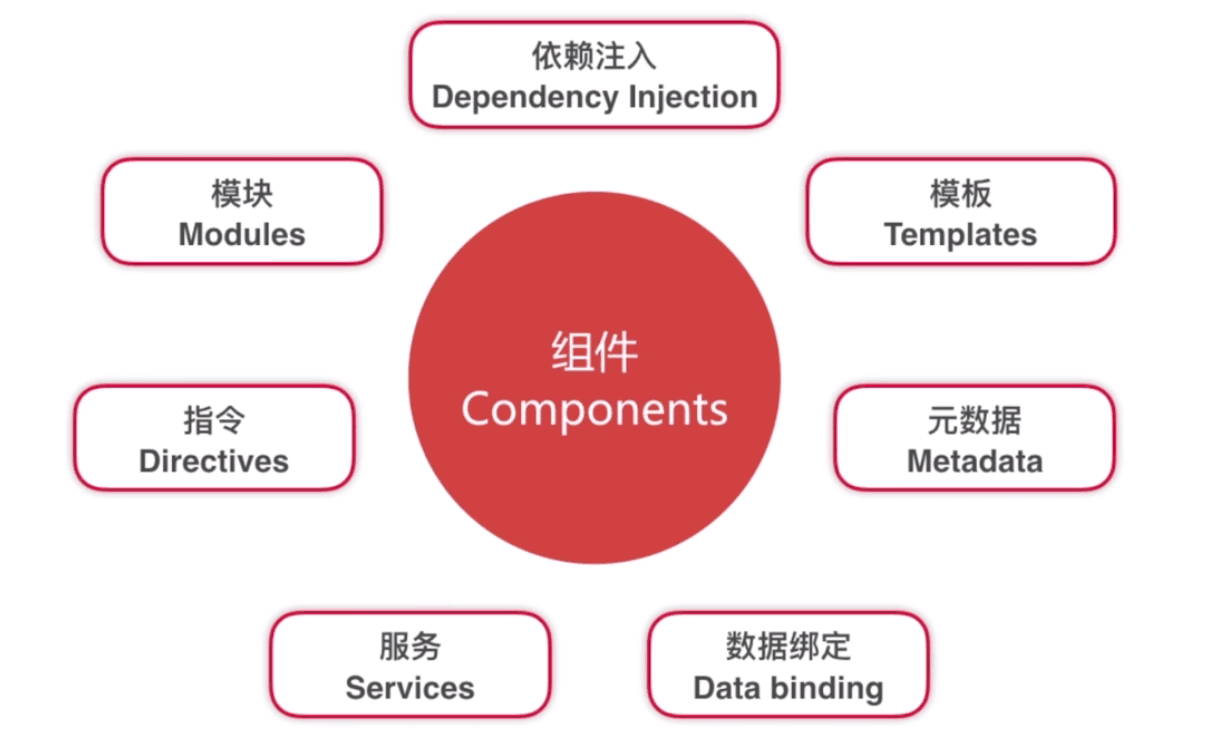 依赖注入
Dependency Injection
模块
Modules
模板
Templates
组件
Components
指令
Directives
元数据
Metadata
服务
Services
数据绑定
Data binding